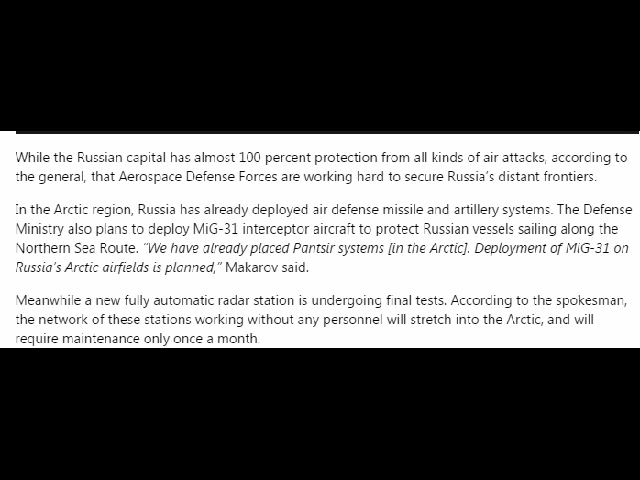 While the Russian capital has almost 100 percent protection from all kinds of air attacks, according to
the general, that Aerospace Defense Forces are working hard to secure Russia's distant frontiers.
In the Arctic region, Russia has already deployed air defense missile and artillery systems. The Defense
Ministry also plans to deploy MiG-31 interceptor aircraft to protect Russian vessels sailing along the
Northern Sea Route. “We have already placed Pantsir systems [in the Arctic]. Deployment of MiG-31 on
Russia's Arctic airfields is planned,” Makarov said.
Meanwhile a new fully automatic radar station is undergoing final tests. According to the spokesman,
the network of these stations working without any personnel will stretch into the Arctic, and will
require maintenance only once a month